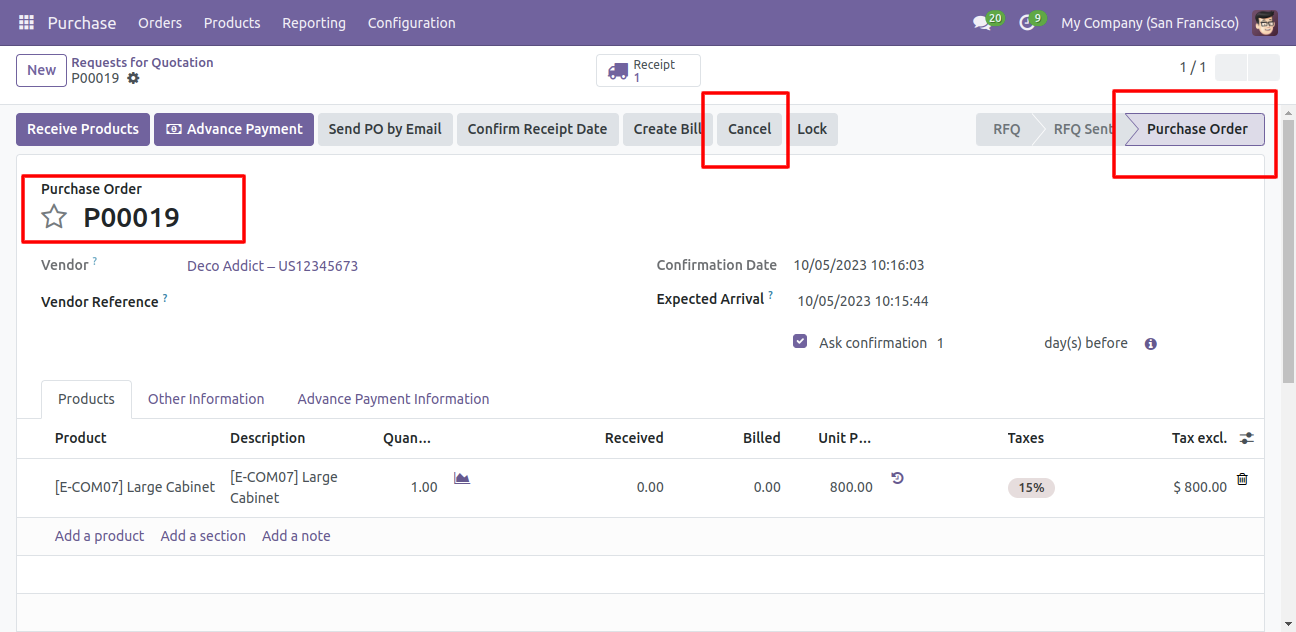 Purchase Orders Products Reporting Configuration 20 9 My Company (San Francisco)
New Requests for Quotation
P00019
Receipt
1
1 / 1
Receive Products Advance Payment Send PO by Email Confirm Receipt Date Create Bill Cancel Lock RFQ RFQ Sent Purchase Order
Purchase Order
P00019
Vendor ? Deco Addict – US12345673
Confirmation Date 10/05/2023 10:16:03
Vendor Reference ?
Expected Arrival ? 10/05/2023 10:15:44
Ask confirmation 1 day(s) before
Products Other Information Advance Payment Information
Product Description Quan... Received Billed Unit P... Taxes Tax excl.
[E-COM07] Large Cabinet [E-COM07] Large Cabinet 1.00 0.00 0.00 800.00 15% $ 800.00
Add a product Add a section Add a note